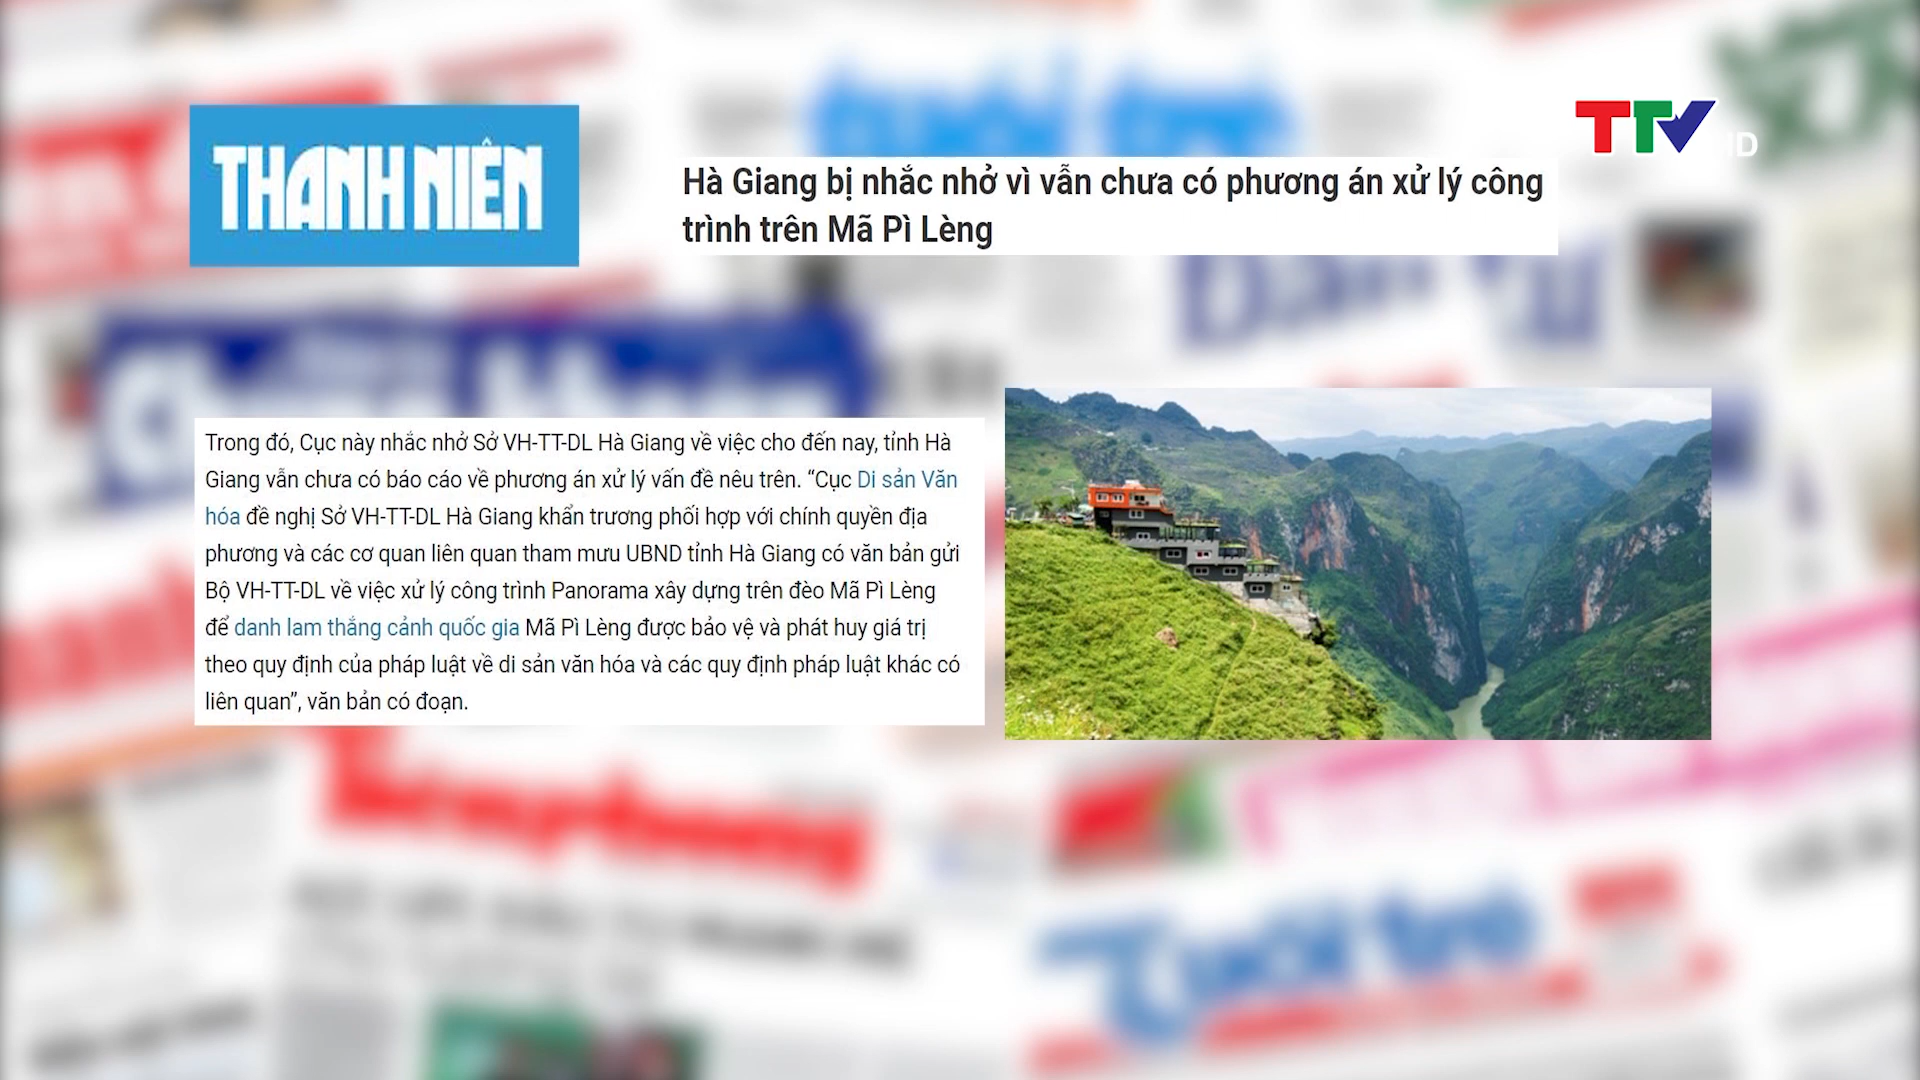 THANH NIÊN
TTV HD
Hà Giang bị nhắc nhở vì vẫn chưa có phương án xử lý công
trình trên Mã Pì Lèng
Trong đó, Cục này nhắc nhở Sở VH-TT-DL Hà Giang về việc cho đến nay, tỉnh Hà
Giang vẫn chưa có báo cáo về phương án xử lý vấn đề nêu trên. “Cục Di sản Văn
hóa đề nghị Sở VH-TT-DL Hà Giang khẩn trương phối hợp với chính quyền địa
phương và các cơ quan liên quan tham mưu UBND tỉnh Hà Giang có văn bản gửi
Bộ VH-TT-DL về việc xử lý công trình Panorama xây dựng trên đèo Mã Pì Lèng
để danh lam thắng cảnh quốc gia Mã Pì Lèng được bảo vệ và phát huy giá trị
theo quy định của pháp luật về di sản văn hóa và các quy định pháp luật khác có
liên quan”, văn bản có đoạn.
Tuổi trẻ